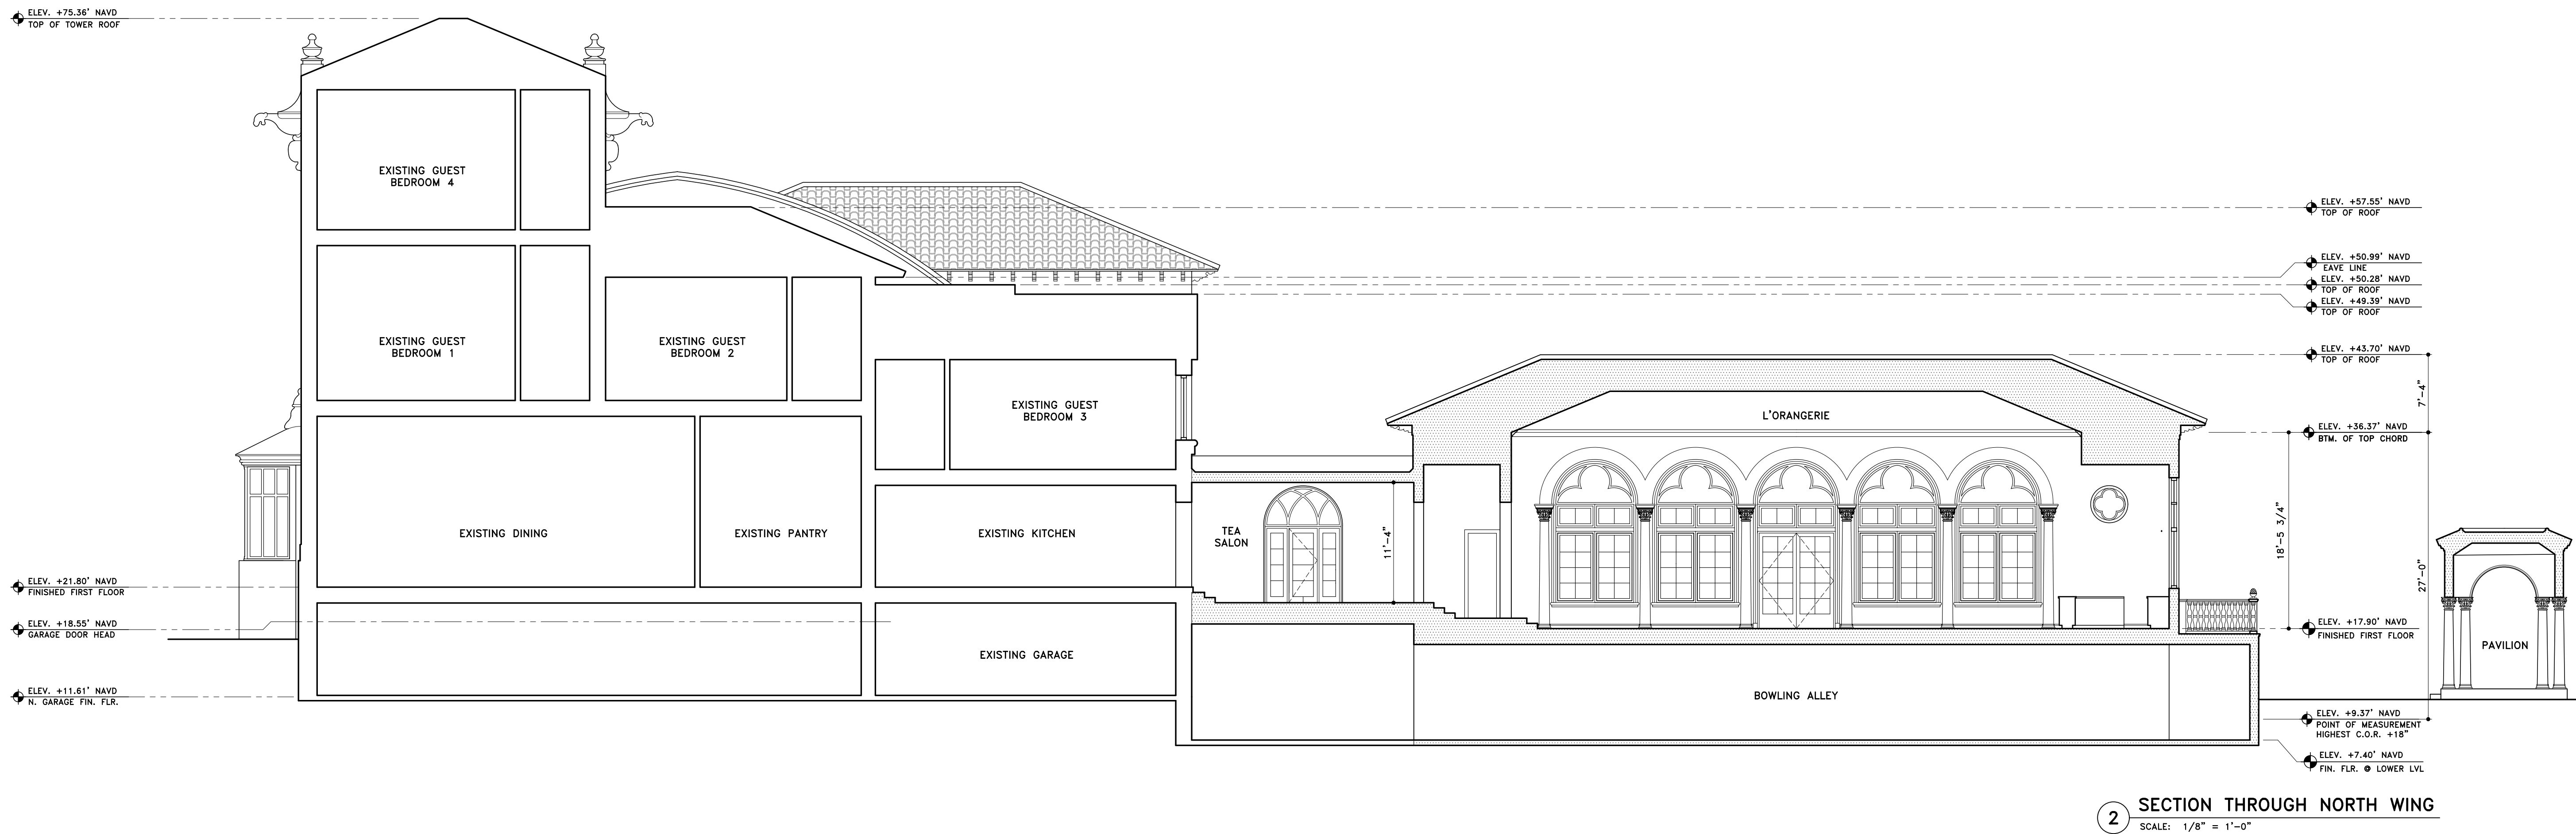 ELEV. +75.36' NAVD
TOP OF TOWER ROOF
EXISTING GUEST
BEDROOM 4
ELEV. +57.55' NAVD
TOP OF ROOF
ELEV. +50.99' NAVD
EAVE LINE
ELEV. +50.28' NAVD
TOP OF ROOF
ELEV. +49.39' NAVD
TOP OF ROOF
EXISTING GUEST
BEDROOM 1
EXISTING GUEST
BEDROOM 2
ELEV. +43.70' NAVD
TOP OF ROOF
7'-4"
EXISTING GUEST
BEDROOM 3
L'ORANGERIE
ELEV. +36.37' NAVD
BTM. OF TOP CHORD
EXISTING DINING
EXISTING PANTRY
EXISTING KITCHEN
TEA
SALON
11'-4"
18'-5 3/4"
27'-0"
ELEV. +21.80' NAVD
FINISHED FIRST FLOOR
ELEV. +18.55' NAVD
GARAGE DOOR HEAD
ELEV. +17.90' NAVD
FINISHED FIRST FLOOR
PAVILION
EXISTING GARAGE
ELEV. +11.61' NAVD
N. GARAGE FIN. FLR.
BOWLING ALLEY
ELEV. +9.37' NAVD
POINT OF MEASUREMENT
HIGHEST C.O.R. +18"
ELEV. +7.40' NAVD
FIN. FLR. @ LOWER LVL
2
SECTION THROUGH NORTH WING
SCALE: 1/8" = 1'-0"